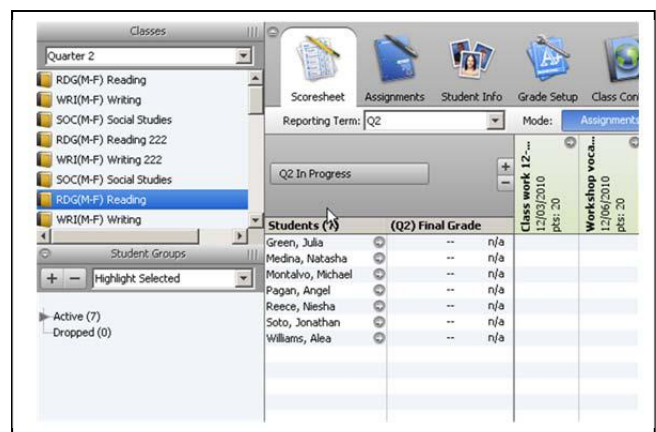 Classes
Quarter 2
RDG(M-F) Reading
WRI(M-F) Writing
SOC(M-F) Social Studies
RDG(M-F) Reading 222
WRI(M-F) Writing 222
SOC(M-F) Social Studies
RDG(M-F) Reading
WRI(M-F) Writing
Student Groups
+ − Highlight Selected
Active (7)
Dropped (0)
Scoresheet Assignments Student Info Grade Setup Class Con
Reporting Term: Q2 Mode: Assignments
Q2 In Progress + −
Class work 12-...
12/03/2010
pts: 20
Workshop voca...
12/06/2010
pts: 20
Students (7) (Q2) Final Grade
Green, Julia -- n/a
Medina, Natasha -- n/a
Montalvo, Michael -- n/a
Pagan, Angel -- n/a
Reece, Niesha -- n/a
Soto, Jonathan -- n/a
Williams, Alea -- n/a